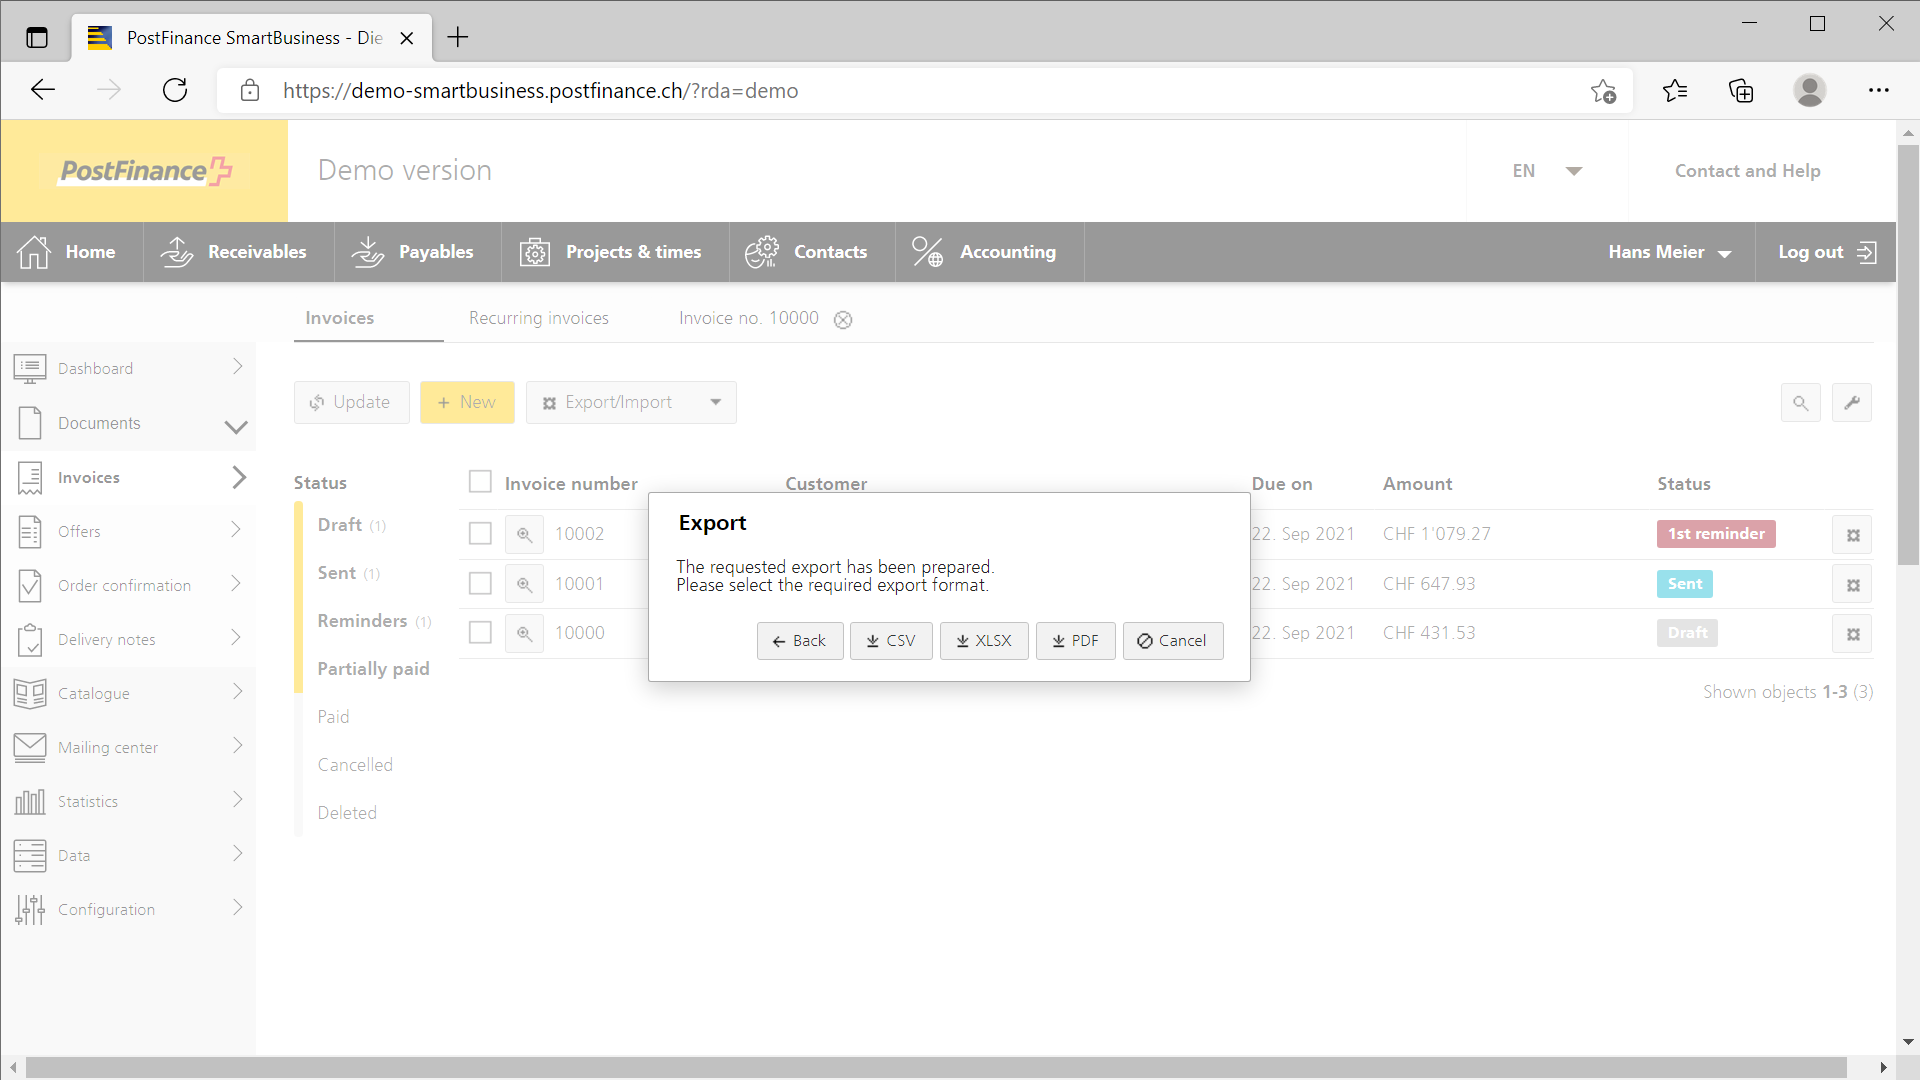 PostFinance SmartBusiness - Die
https://demo-smartbusiness.postfinance.ch/?rda=demo
PostFinance
Demo version
EN
Contact and Help
Home
Receivables
Payables
Projects & times
Contacts
Accounting
Hans Meier
Log out
Invoices
Recurring invoices
Invoice no. 10000
Dashboard
Documents
Invoices
Offers
Order confirmation
Delivery notes
Catalogue
Mailing center
Statistics
Data
Configuration
Update
+ New
Export/Import
Status
Draft (1)
Sent (1)
Reminders (1)
Partially paid
Paid
Cancelled
Deleted
Invoice number Customer Due on Amount Status
10002 22. Sep 2021 CHF 1'079.27 1st reminder
10001 22. Sep 2021 CHF 647.93 Sent
10000 22. Sep 2021 CHF 431.53 Draft
Shown objects 1-3 (3)
Export
The requested export has been prepared.
Please select the required export format.
Back
CSV
XLSX
PDF
Cancel